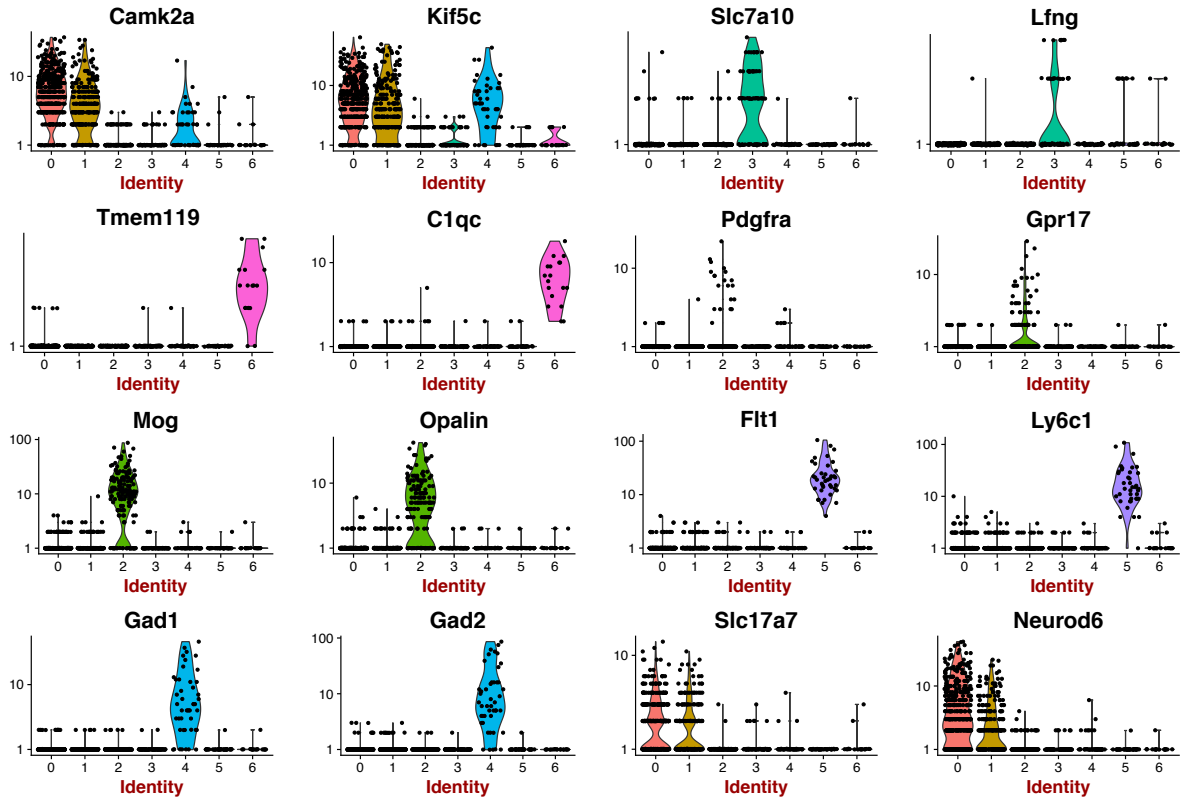 Camk2a Kif5c Slc7a10 Lfng
10 10
1 1 1 1
0 1 2 3 4 5 6 0 1 2 3 4 5 6 0 1 2 3 4 5 6 0 1 2 3 4 5 6
Identity Identity Identity Identity
Tmem119 C1qc Pdgfra Gpr17
10 10 10
1 1 1 1
0 1 2 3 4 5 6 0 1 2 3 4 5 6 0 1 2 3 4 5 6 0 1 2 3 4 5 6
Identity Identity Identity Identity
Mog Opalin Flt1 Ly6c1
100 100 100
10 10 10 10
1 1 1 1
0 1 2 3 4 5 6 0 1 2 3 4 5 6 0 1 2 3 4 5 6 0 1 2 3 4 5 6
Identity Identity Identity Identity
Gad1 Gad2 Slc17a7 Neurod6
100
10 10 10 10
1 1 1 1
0 1 2 3 4 5 6 0 1 2 3 4 5 6 0 1 2 3 4 5 6 0 1 2 3 4 5 6
Identity Identity Identity Identity